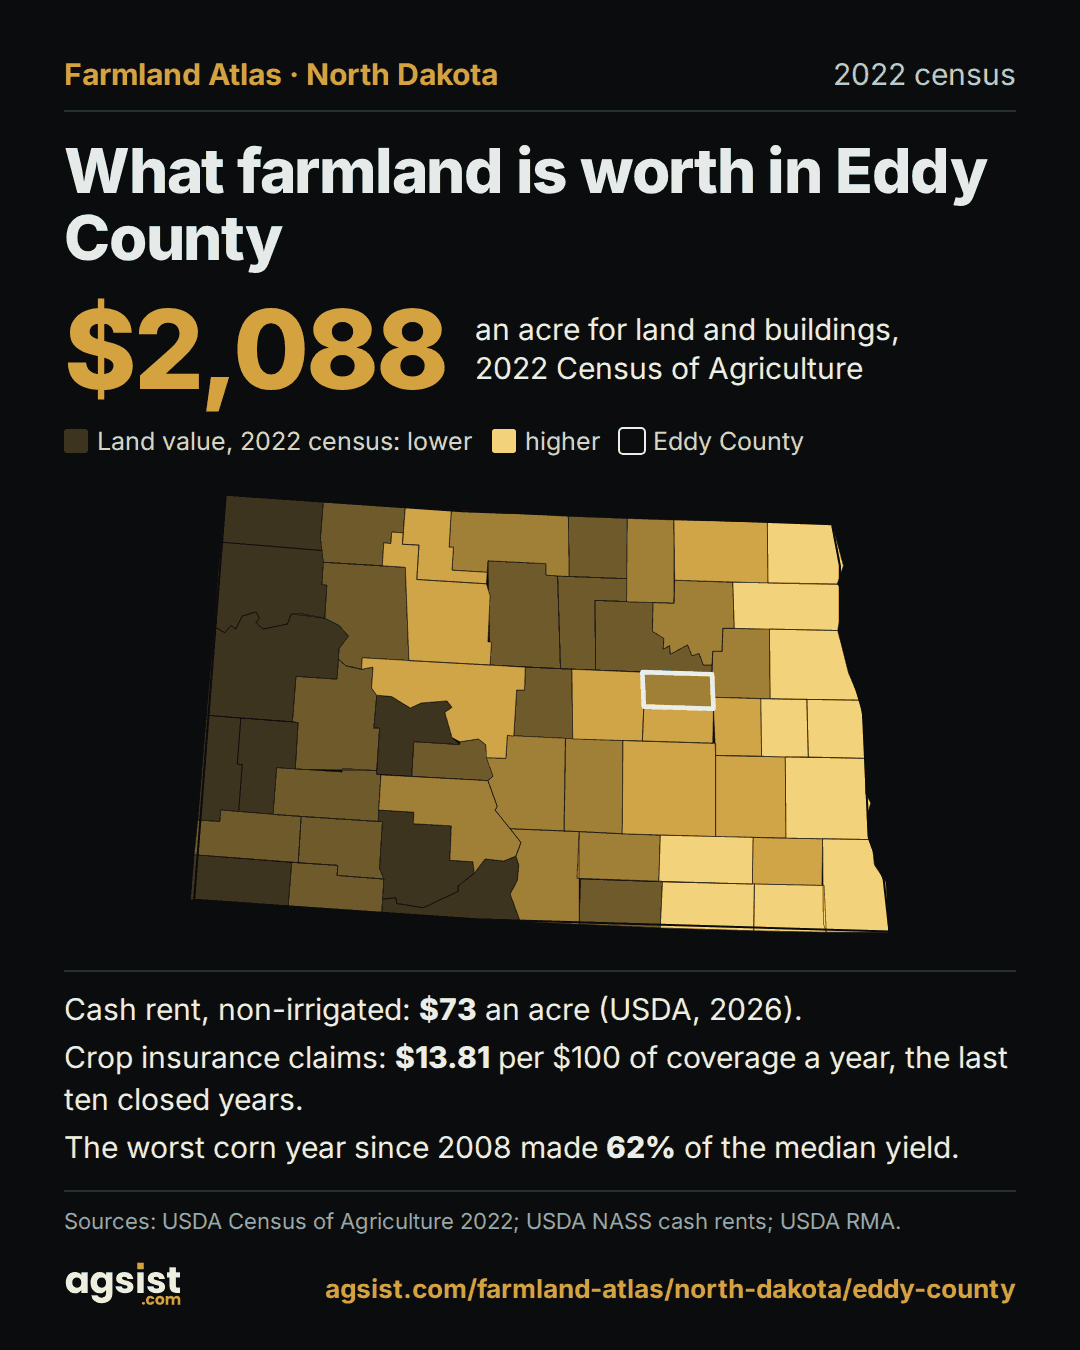 Farmland Atlas · North Dakota
2022 census
What farmland is worth in Eddy
County
$2,088
an acre for land and buildings,
2022 Census of Agriculture
Land value, 2022 census: lower
higher
Eddy County
Cash rent, non-irrigated: $73 an acre (USDA, 2026).
Crop insurance claims: $13.81 per $100 of coverage a year, the last
ten closed years.
The worst corn year since 2008 made 62% of the median yield.
Sources: USDA Census of Agriculture 2022; USDA NASS cash rents; USDA RMA.
agsist
.com
agsist.com/farmland-atlas/north-dakota/eddy-county